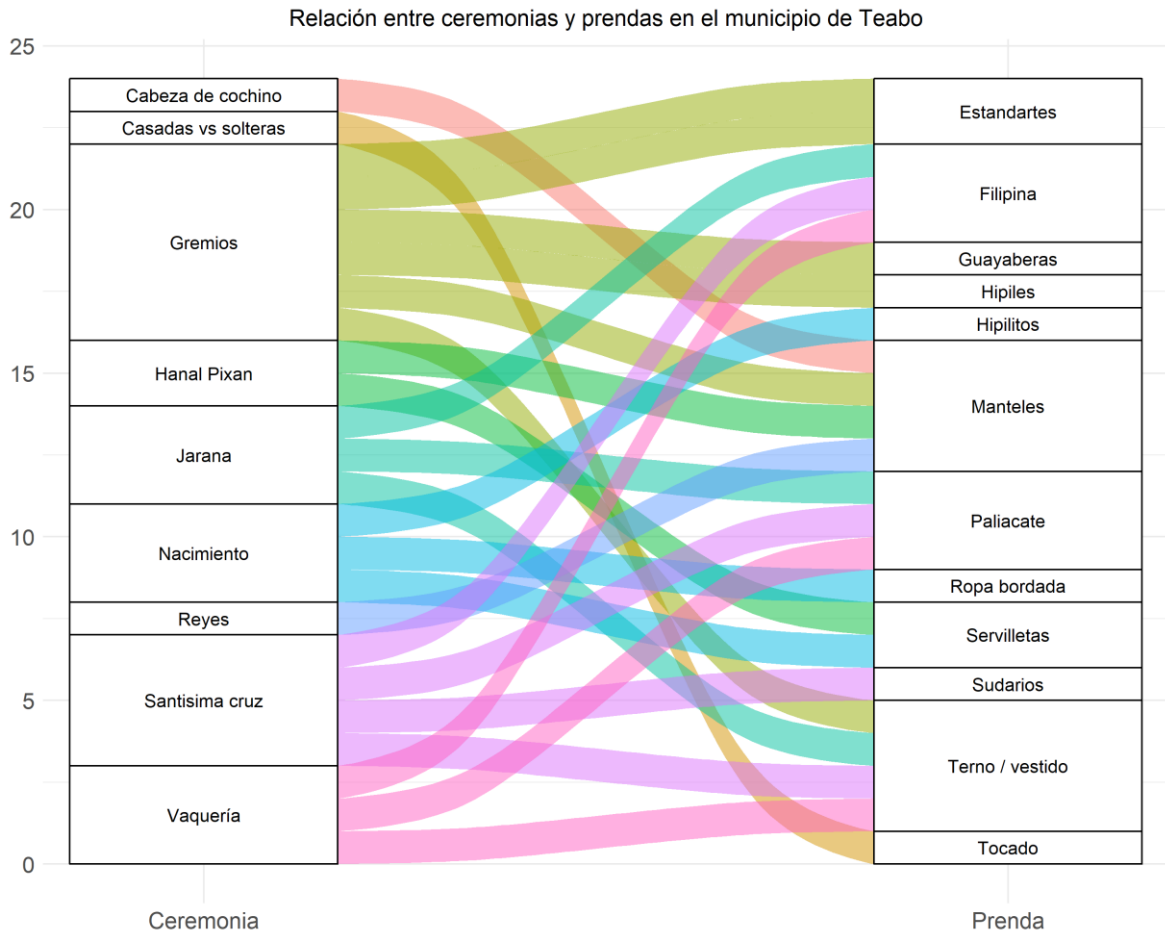 Relación entre ceremonias y prendas en el municipio de Teabo
25
20
15
10
5
0
Cabeza de cochino
Casadas vs solteras
Gremios
Hanal Pixan
Jarana
Nacimiento
Reyes
Santisima cruz
Vaquería
Estandartes
Filipina
Guayaberas
Hipiles
Hipilitos
Manteles
Paliacate
Ropa bordada
Servilletas
Sudarios
Terno / vestido
Tocado
Ceremonia
Prenda